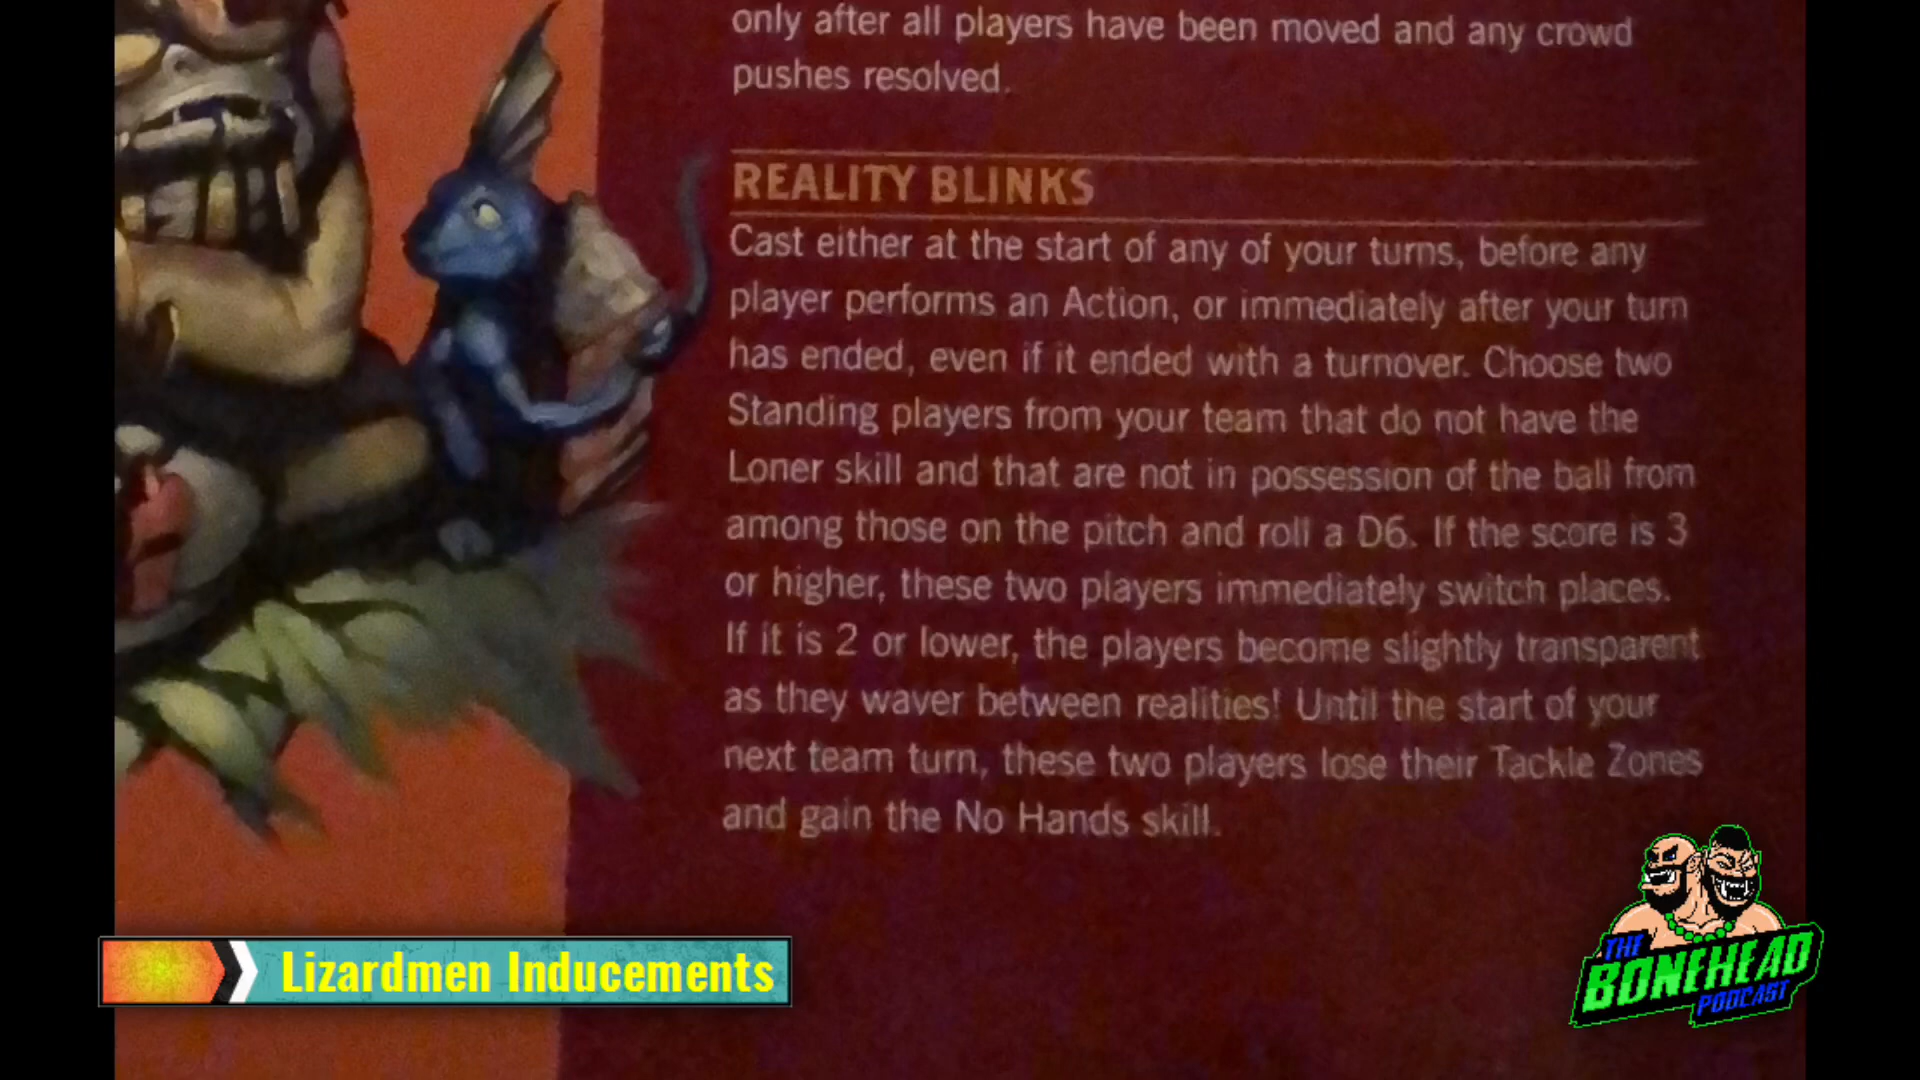 only after all players have been moved and any crowd
pushes resolved.
REALITY BLINKS
Cast either at the start of any of your turns, before any
player performs an Action, or immediately after your turn
has ended, even if it ended with a turnover. Choose two
Standing players from your team that do not have the
Loner skill and that are not in possession of the ball from
among those on the pitch and roll a D6. If the score is 3
or higher, these two players immediately switch places.
If it is 2 or lower, the players become slightly transparent
as they waver between realities! Until the start of your
next team turn, these two players lose their Tackle Zones
and gain the No Hands skill.
Lizardmen Inducements
THE
BONEHEAD
PODCAST